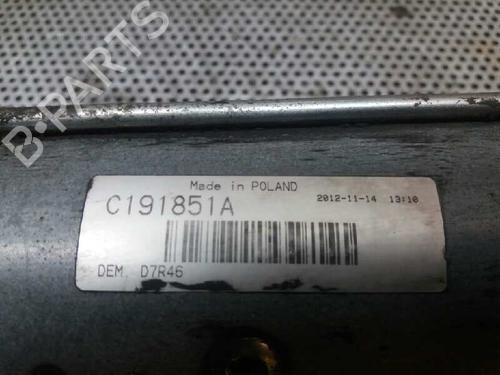 B-PARTS
Made in POLAND
C191851A 2012-11-14 13:10
DEM. D7R46